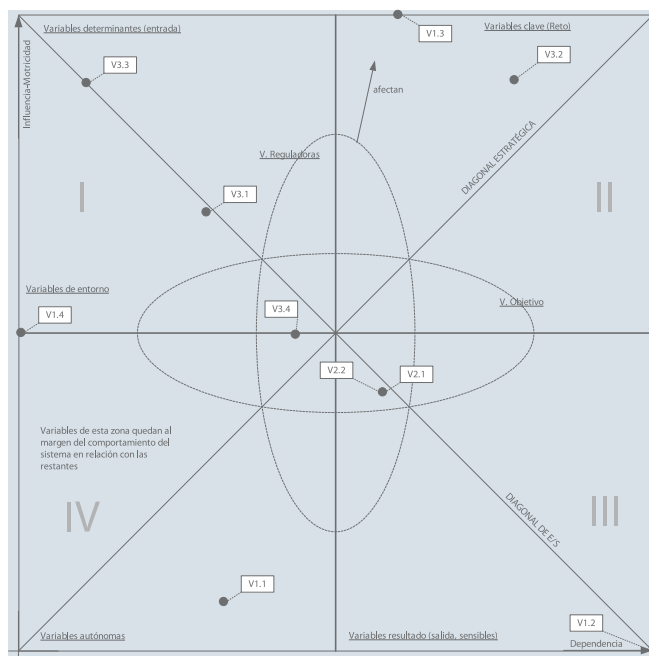 Variables determinantes (entrada)
Variables clave (Reto)
V1.3
V3.2
V3.3
Influencia-Motricidad
afectan
DIAGONAL ESTRATÉGICA
V. Reguladoras
I
II
V3.1
Variables de entorno
V. Objetivo
V1.4
V3.4
V2.2
V2.1
Variables de esta zona quedan al
margen del comportamiento del
sistema en relación con las
restantes
IV
III
DIAGONAL DE E/S
V1.1
V1.2
Variables autónomas
Variables resultado (salida, sensibles)
Dependencia